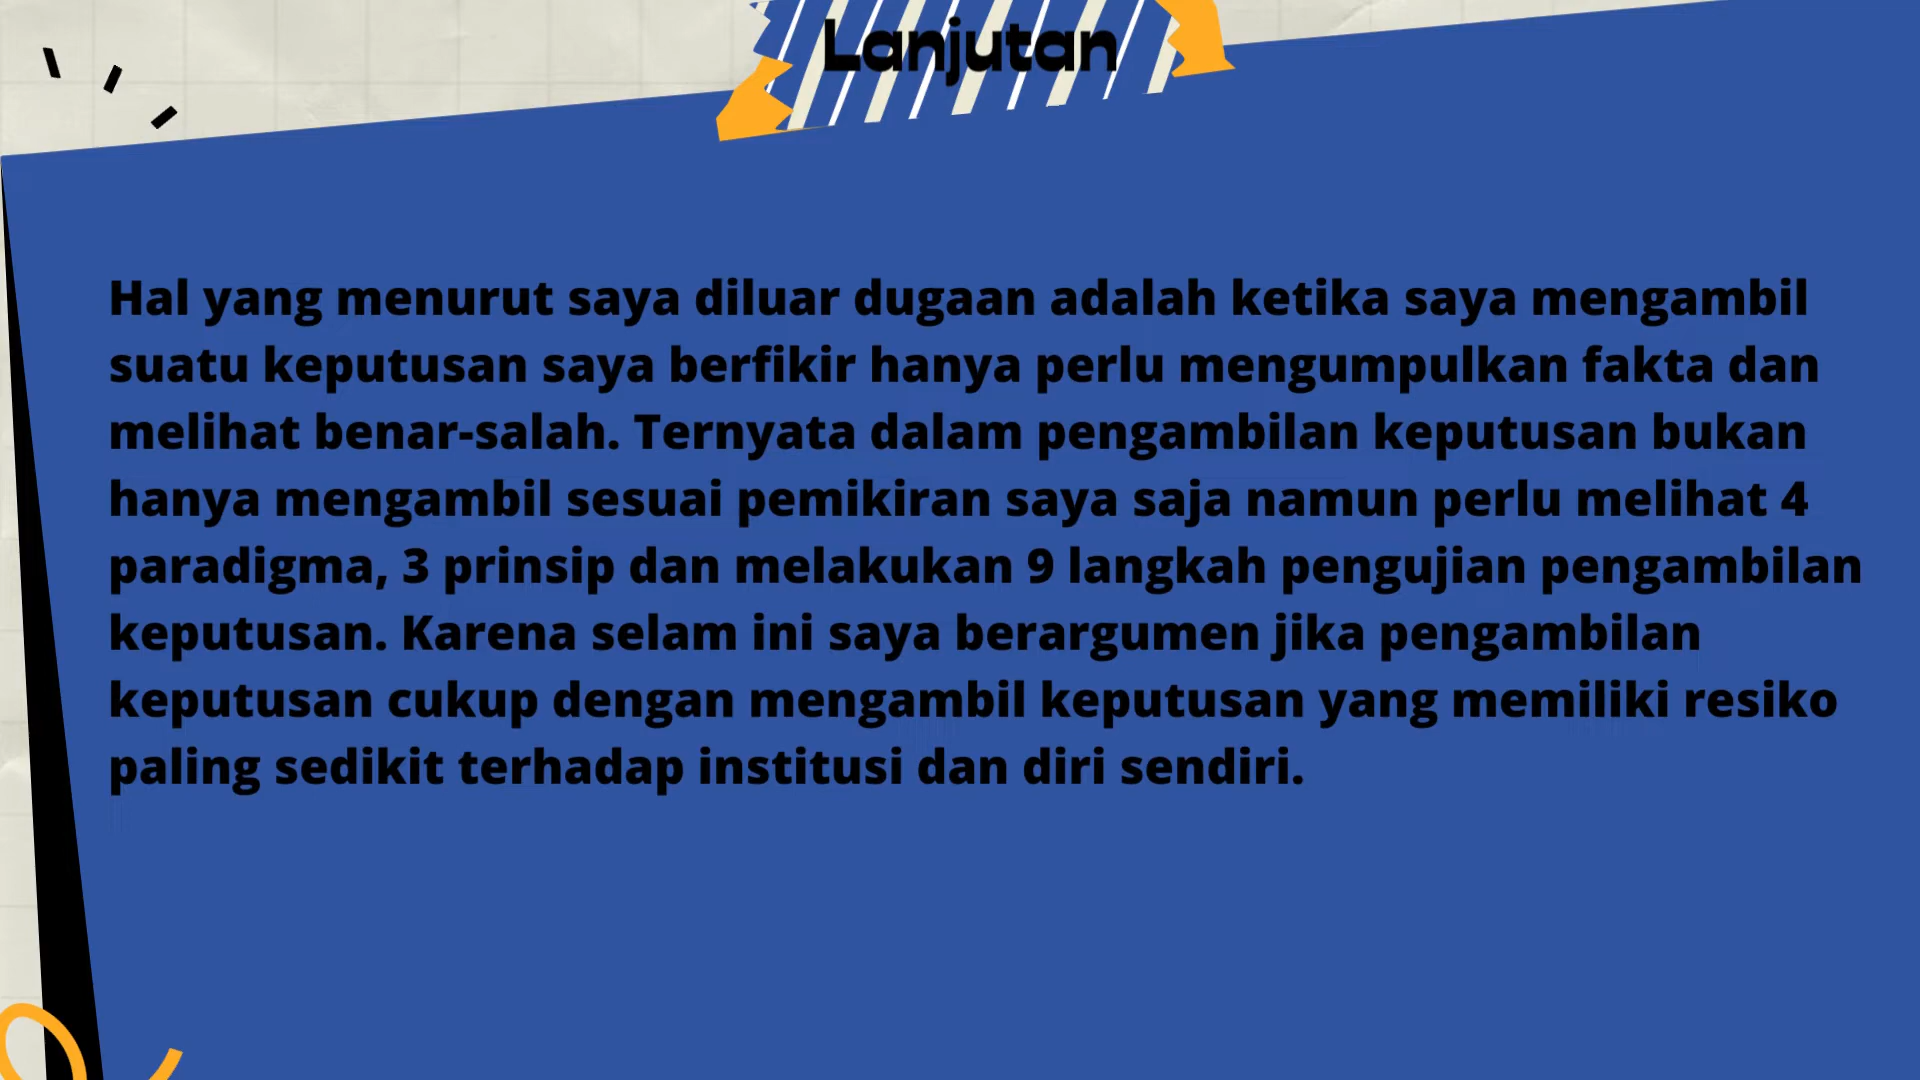 Lanjutan
Hal yang menurut saya diluar dugaan adalah ketika saya mengambil
suatu keputusan saya berfikir hanya perlu mengumpulkan fakta dan
melihat benar-salah. Ternyata dalam pengambilan keputusan bukan
hanya mengambil sesuai pemikiran saya saja namun perlu melihat 4
paradigma, 3 prinsip dan melakukan 9 langkah pengujian pengambilan
keputusan. Karena selam ini saya berargumen jika pengambilan
keputusan cukup dengan mengambil keputusan yang memiliki resiko
paling sedikit terhadap institusi dan diri sendiri.